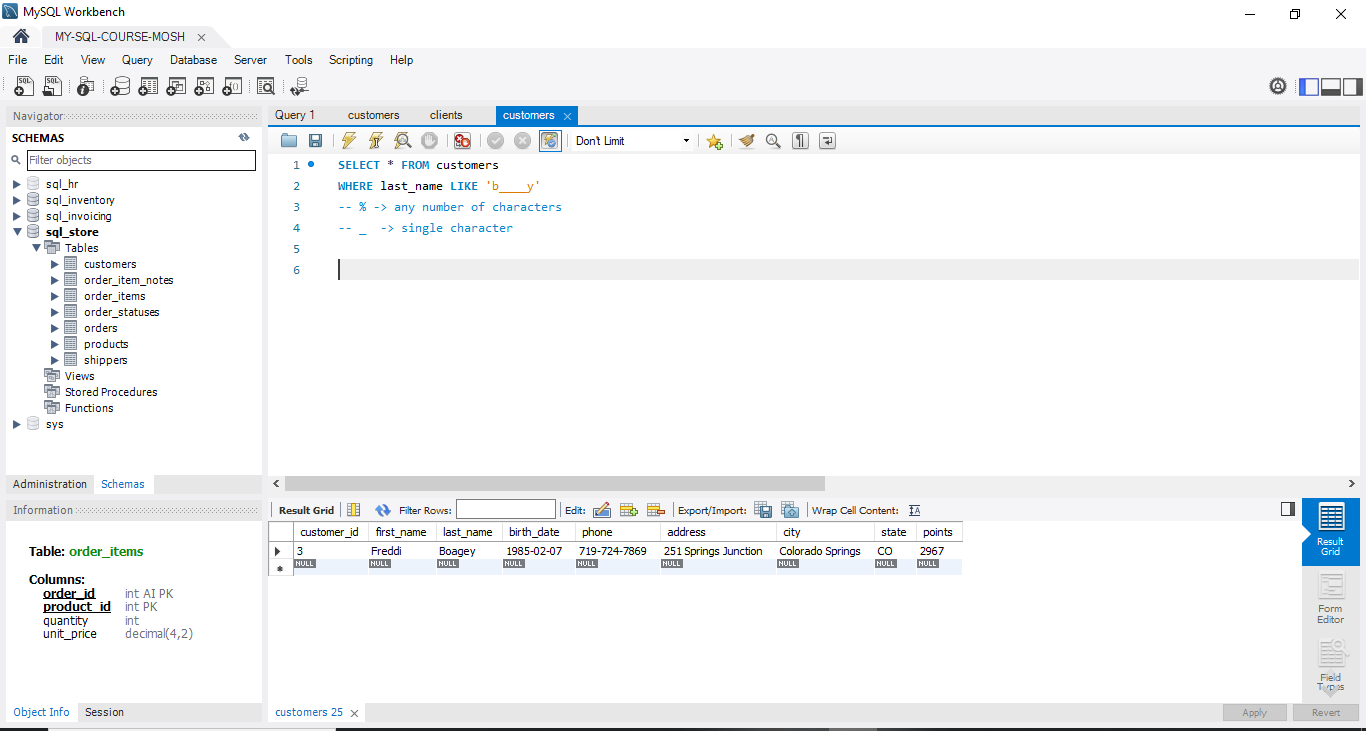 MySQL Workbench
MY-SQL-COURSE-MOSH
File Edit View Query Database Server Tools Scripting Help
Navigator
SCHEMAS
Filter objects
sql_hr
sql_inventory
sql_invoicing
sql_store
Tables
customers
order_item_notes
order_items
order_statuses
orders
products
shippers
Views
Stored Procedures
Functions
sys
Administration Schemas
Information
Table: order_items
Columns:
order_id int AI PK
product_id int PK
quantity int
unit_price decimal(4,2)
Object Info Session
Query 1 customers clients customers
Don't Limit
1 SELECT * FROM customers
2 WHERE last_name LIKE 'b____y'
3 -- % -> any number of characters
4 -- _  -> single character
5
6
Result Grid Filter Rows: Edit: Export/Import: Wrap Cell Content:
customer_id first_name last_name birth_date phone address city state points
3 Freddi Boagey 1985-02-07 719-724-7869 251 Springs Junction Colorado Springs CO 2967
NULL NULL NULL NULL NULL NULL NULL NULL NULL
Result
Grid
Form
Editor
Field
Types
customers 25
Apply Revert